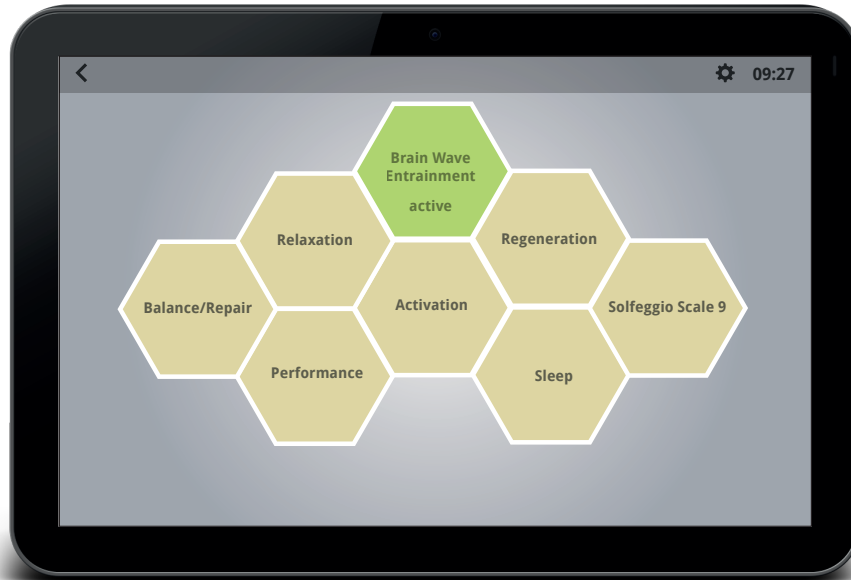 09:27
Brain Wave
Entrainment
active
Relaxation
Regeneration
Balance/Repair
Activation
Solfeggio Scale 9
Performance
Sleep